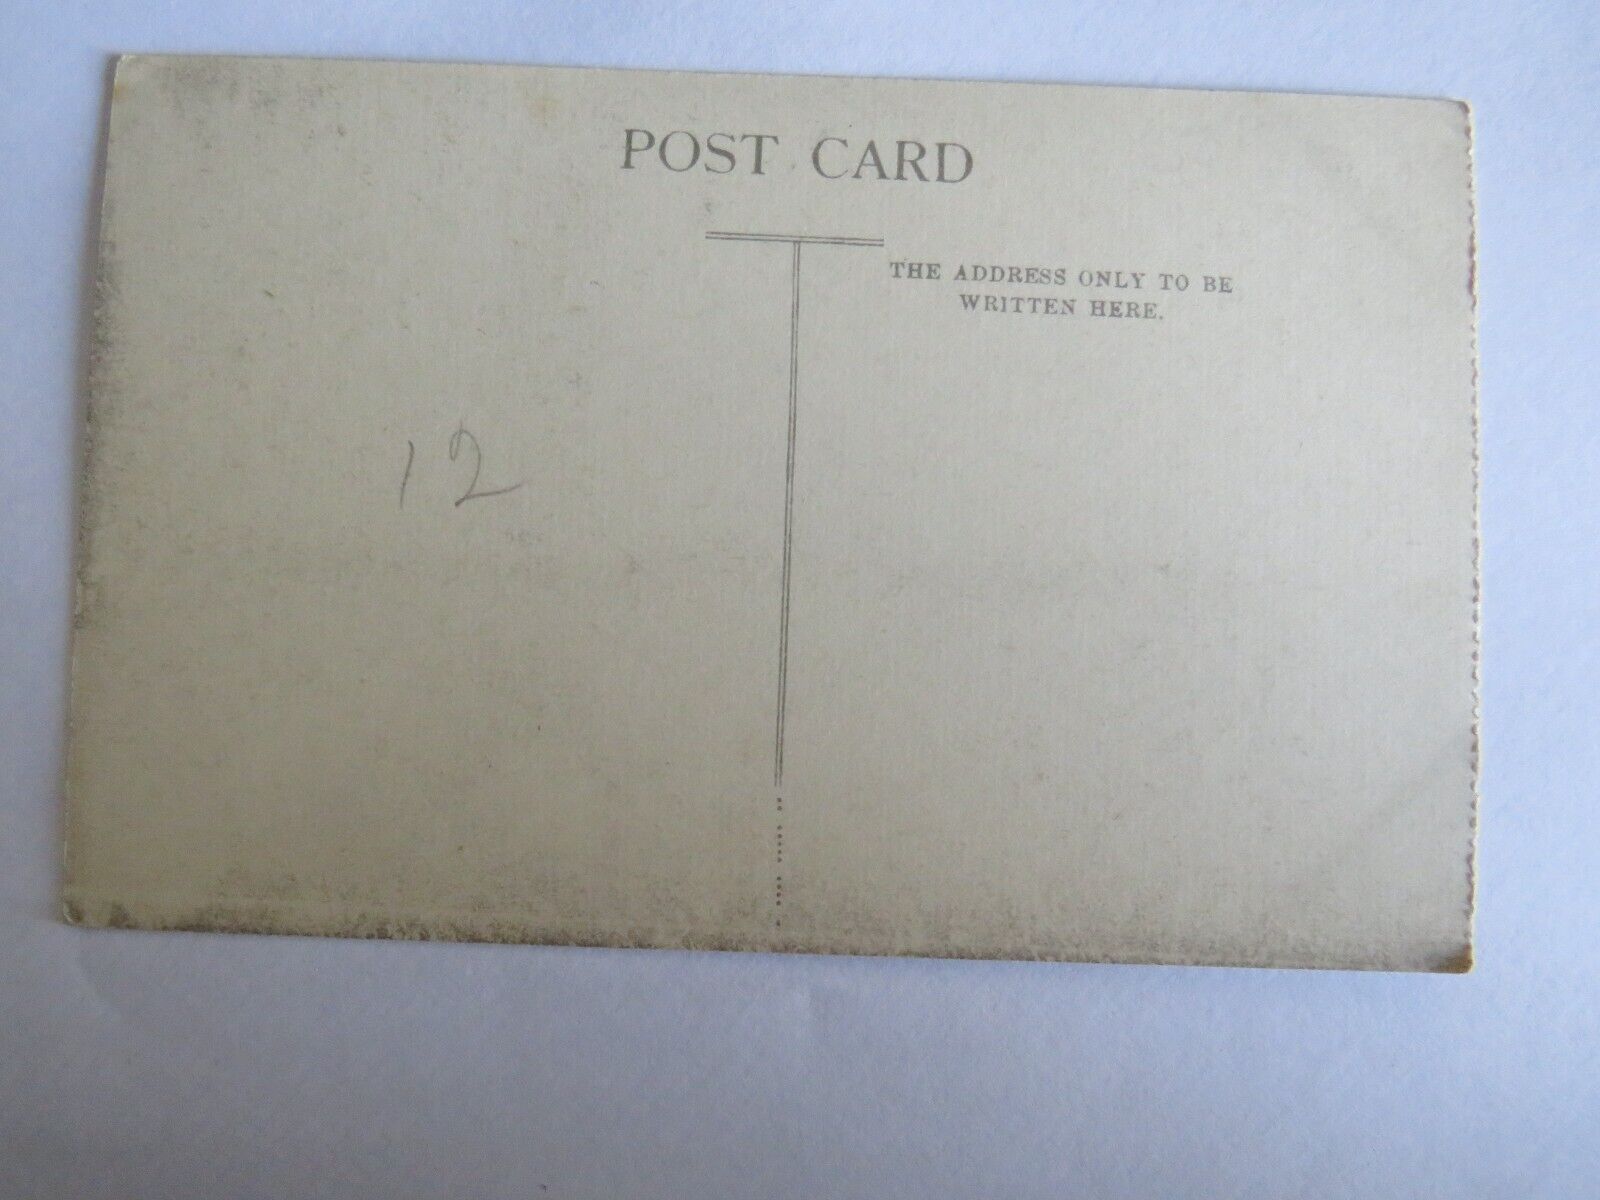 POST CARD
THE ADDRESS ONLY TO BE
WRITTEN HERE.
12